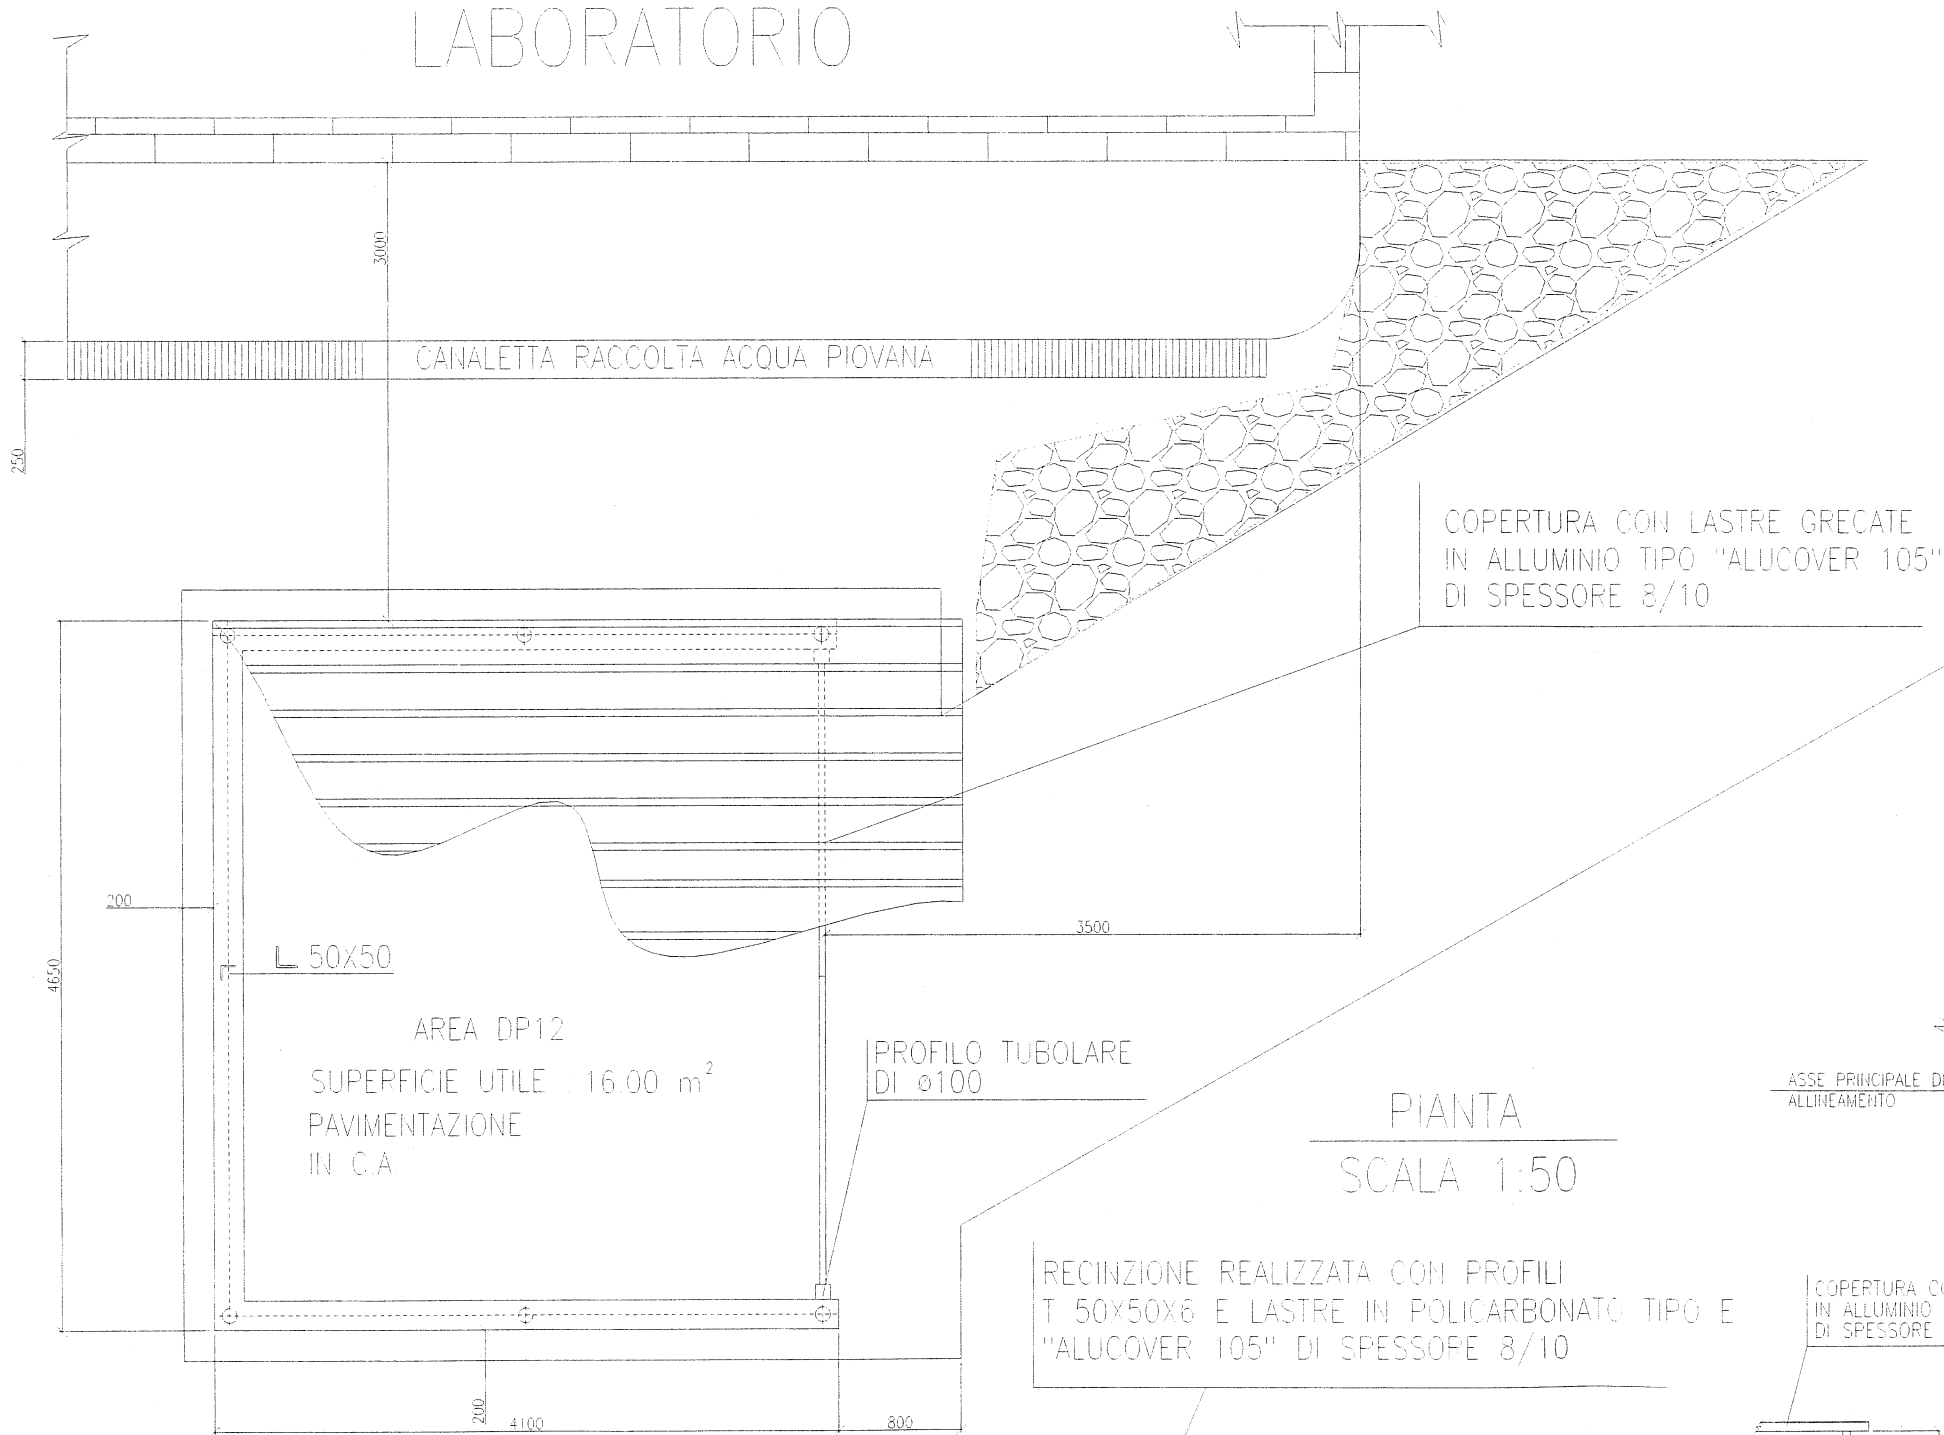 LABORATORIO
3000
CANALETTA RACCOLTA ACQUA PIOVANA
250
COPERTURA CON LASTRE GRECATE
IN ALLUMINIO TIPO "ALUCOVER 105"
DI SPESSORE 8/10
200
3500
L 50X50
4650
AREA DP12
SUPERFICIE UTILE : 16.00 m²
PAVIMENTAZIONE
IN C.A.
PROFILO TUBOLARE
DI ø100
PIANTA
SCALA 1:50
ASSE PRINCIPALE DI
ALLINEAMENTO
RECINZIONE REALIZZATA CON PROFILI
T 50X50X6 E LASTRE IN POLICARBONATO TIPO E
"ALUCOVER 105" DI SPESSORE 8/10
COPERTURA CO
IN ALLUMINIO
DI SPESSORE
200
4100
800